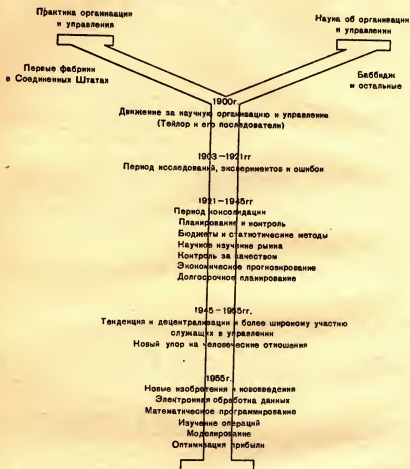 Практика организации
и управления
Наука об организации
и управлении
Первые фабрики
в Соединенных Штатах
Баббидж
и остальные
1900г.
Движение за научную организацию и управление
(Тейлор и его последователи)
1903–1921гг
Период исследований, экспериментов и ошибок
1921–1945гг
Период консолидации
Планирование и контроль
Бюджеты и статистические методы
Научное изучение рынка
Контроль за качеством
Экономическое прогнозирование
Долгосрочное планирование
1945–1955гг.
Тенденция к децентрализации и более широкому участию
служащих в управлении
Новый упор на человеческие отношения
1955г.
Новые изобретения и нововведения
Электронная обработка данных
Математическое программирование
Изучение операций
Моделирование
Оптимизация прибыли